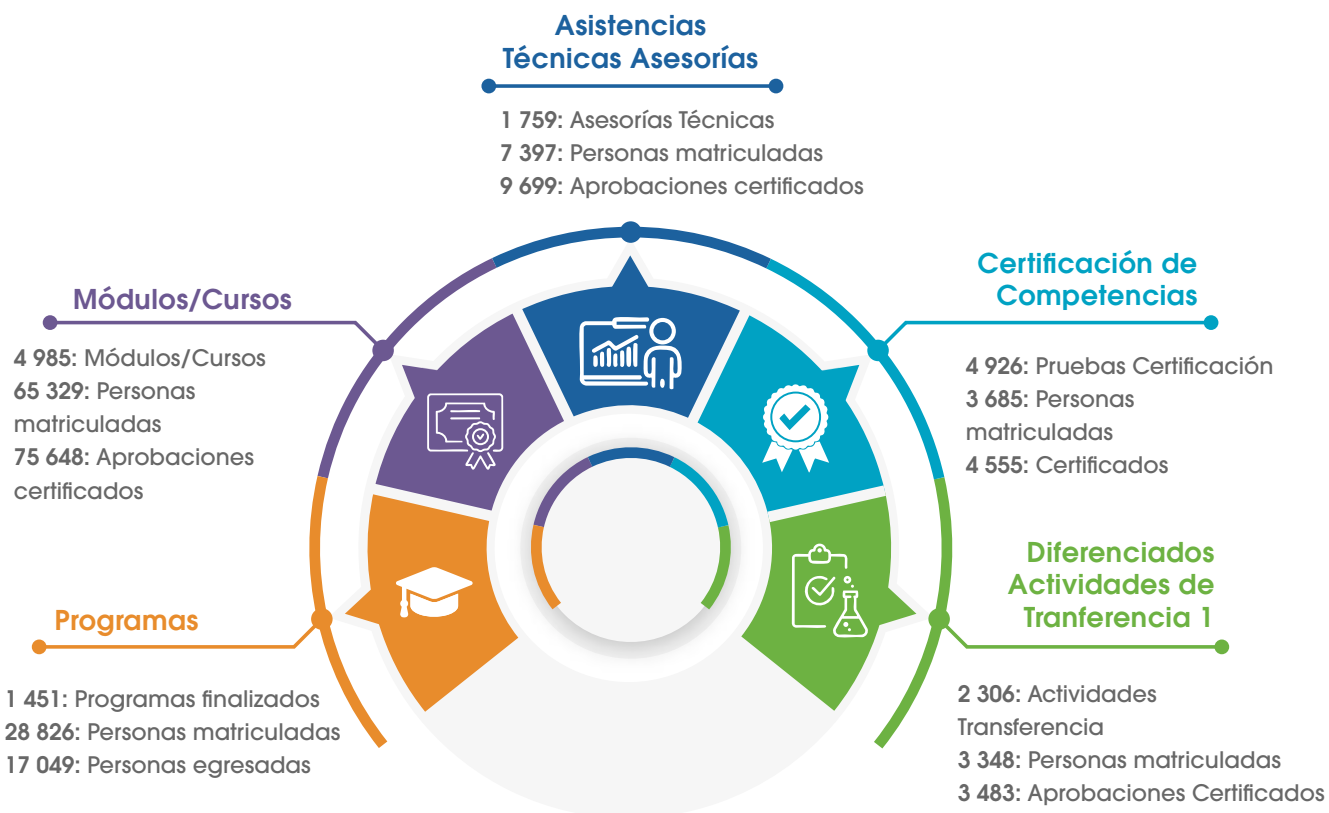 Asistencias
Técnicas Asesorías
1 759: Asesorías Técnicas
7 397: Personas matriculadas
9 699: Aprobaciones certificados
Módulos/Cursos
4 985: Módulos/Cursos
65 329: Personas
matriculadas
75 648: Aprobaciones
certificados
Certificación de
Competencias
4 926: Pruebas Certificación
3 685: Personas
matriculadas
4 555: Certificados
Programas
1 451: Programas finalizados
28 826: Personas matriculadas
17 049: Personas egresadas
Diferenciados
Actividades de
Tranferencia 1
2 306: Actividades
Transferencia
3 348: Personas matriculadas
3 483: Aprobaciones Certificados